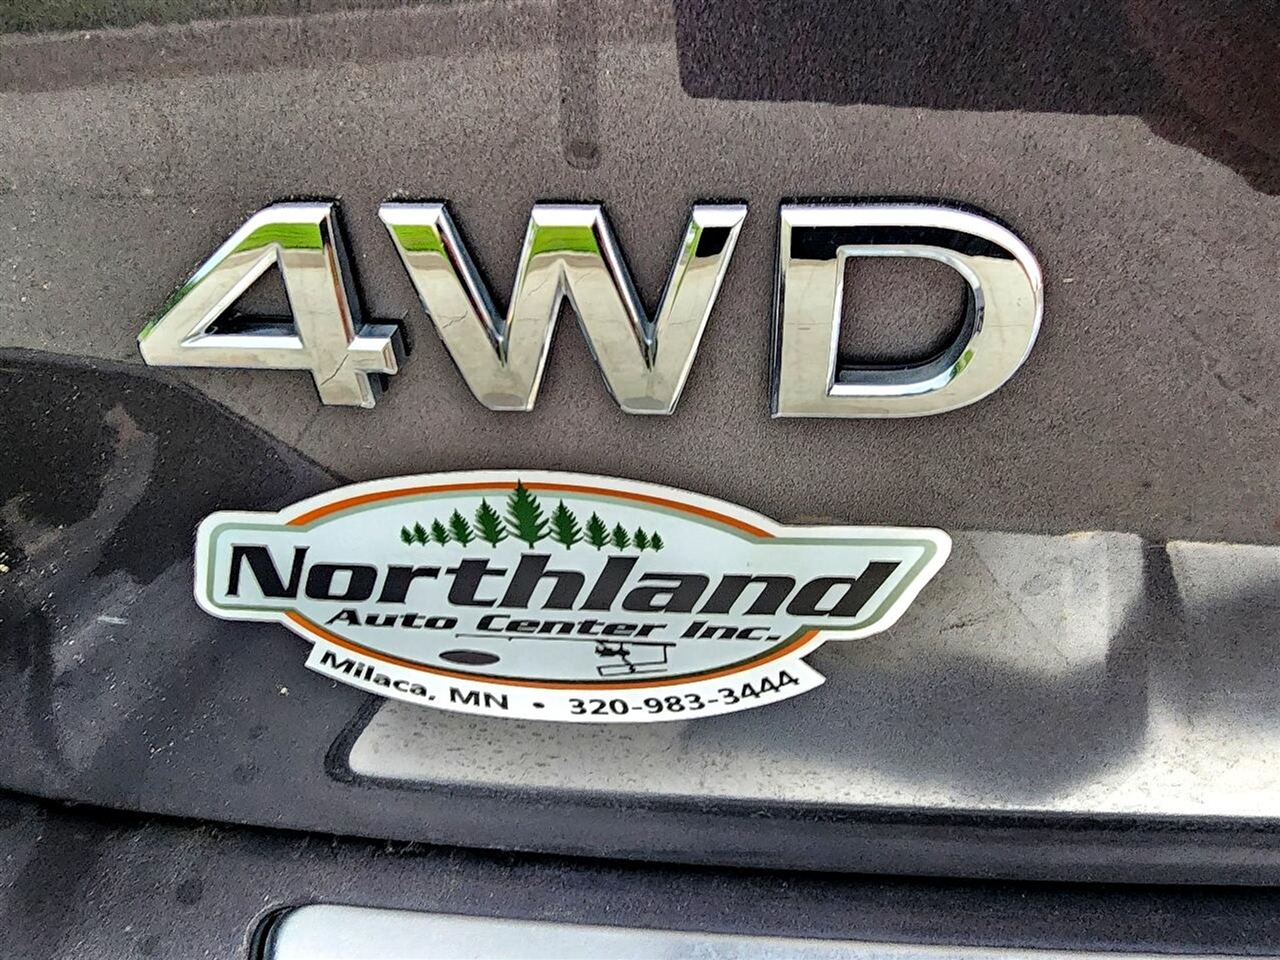 4WD
Northland
Auto Center Inc.
Milaca, MN • 320-983-3444